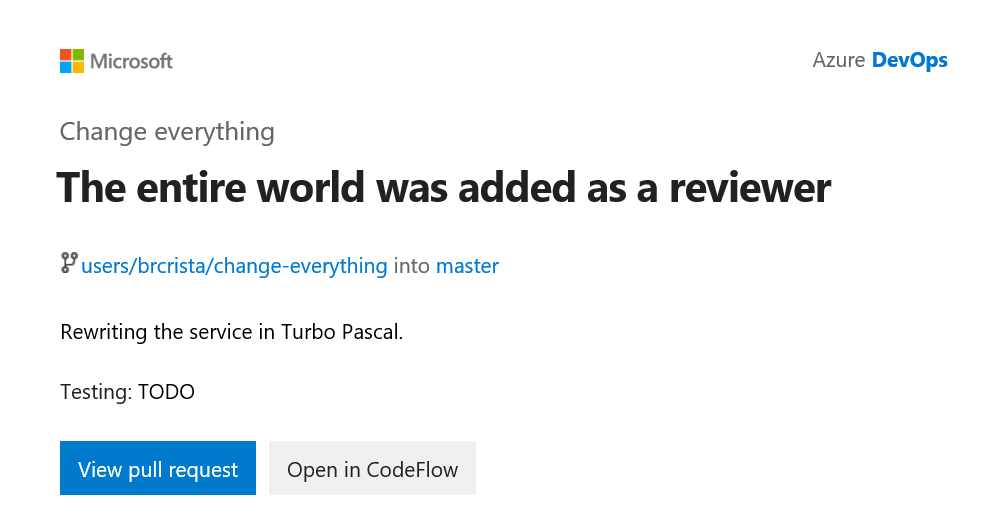 Microsoft
Azure DevOps
Change everything
The entire world was added as a reviewer
users/brcrista/change-everything into master
Rewriting the service in Turbo Pascal.
Testing: TODO
View pull request
Open in CodeFlow